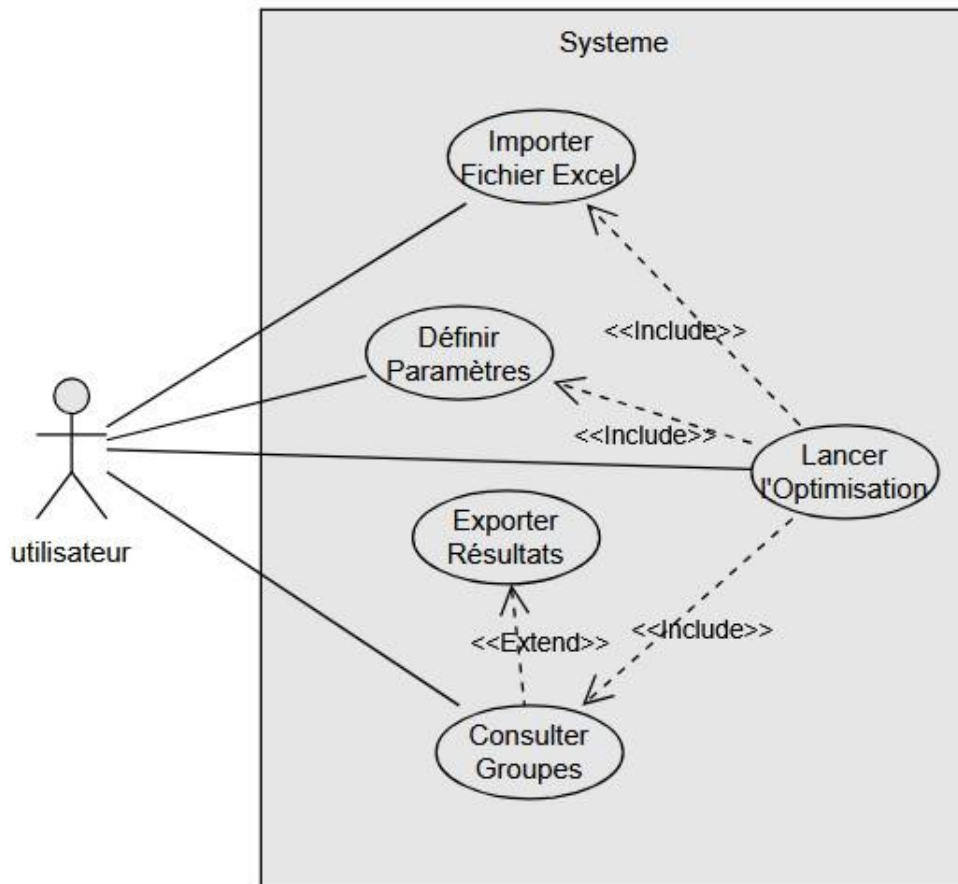 Systeme
Importer
Fichier Excel
<<Include>>
Définir
Paramètres
<<Include>>
Lancer
l'Optimisation
Exporter
Résultats
utilisateur
<<Extend>>
<<Include>>
Consulter
Groupes